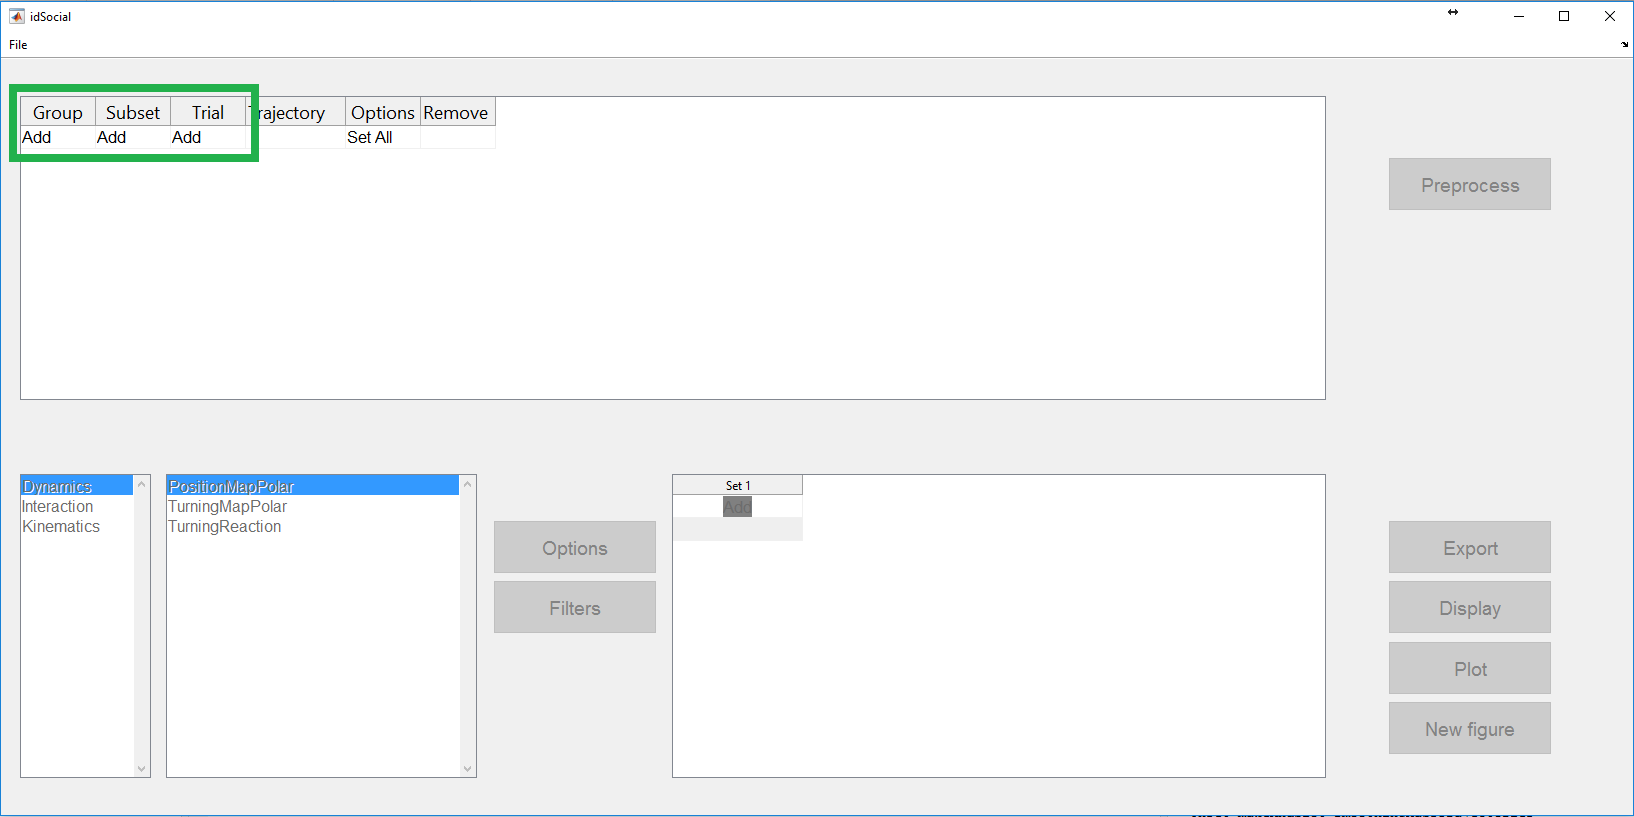 idSocial
File
Group Subset Trial Trajectory Options Remove
Add Add Add Set All
Preprocess
Dynamics
Interaction
Kinematics
PositionMapPolar
TurningMapPolar
TurningReaction
Options
Filters
Set 1
Add
Export
Display
Plot
New figure